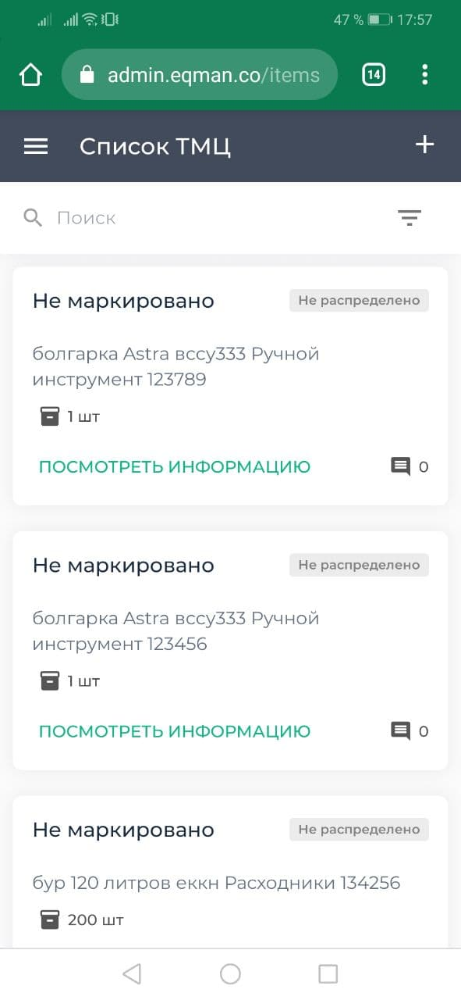 47 % 17:57
admin.eqman.co/items 14
Список ТМЦ
Поиск
Не маркировано Не распределено
болгарка Astra вссу333 Ручной
инструмент 123789
1 шт
ПОСМОТРЕТЬ ИНФОРМАЦИЮ 0
Не маркировано Не распределено
болгарка Astra вссу333 Ручной
инструмент 123456
1 шт
ПОСМОТРЕТЬ ИНФОРМАЦИЮ 0
Не маркировано Не распределено
бур 120 литров еккн Расходники 134256
200 шт